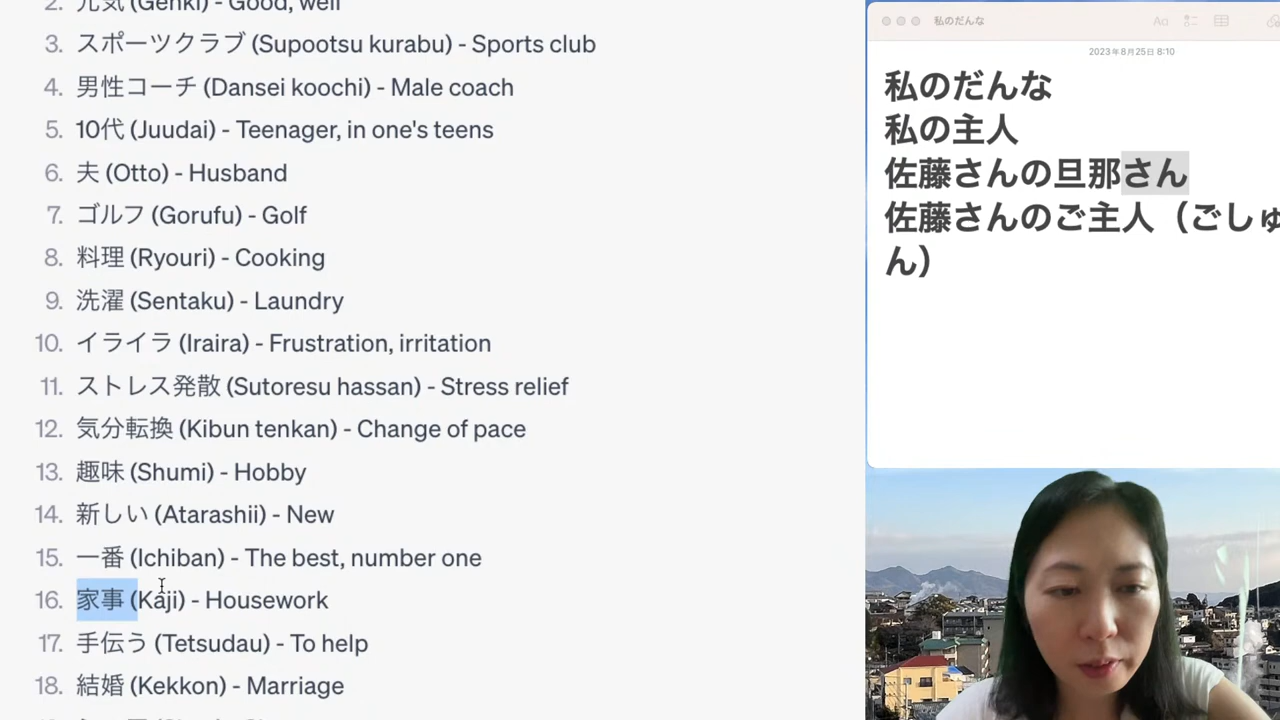 2. 元気 (Genki) - Good, well
3. スポーツクラブ (Supootsu kurabu) - Sports club
4. 男性コーチ (Dansei koochi) - Male coach
5. 10代 (Juudai) - Teenager, in one's teens
6. 夫 (Otto) - Husband
7. ゴルフ (Gorufu) - Golf
8. 料理 (Ryouri) - Cooking
9. 洗濯 (Sentaku) - Laundry
10. イライラ (Iraira) - Frustration, irritation
11. ストレス発散 (Sutoresu hassan) - Stress relief
12. 気分転換 (Kibun tenkan) - Change of pace
13. 趣味 (Shumi) - Hobby
14. 新しい (Atarashii) - New
15. 一番 (Ichiban) - The best, number one
16. 家事 (Kaji) - Housework
17. 手伝う (Tetsudau) - To help
18. 結婚 (Kekkon) - Marriage
私のだんな
Aa
2023年8月25日 8:10
私のだんな
私の主人
佐藤さんの旦那さん
佐藤さんのご主人（ごしゅ
ん）